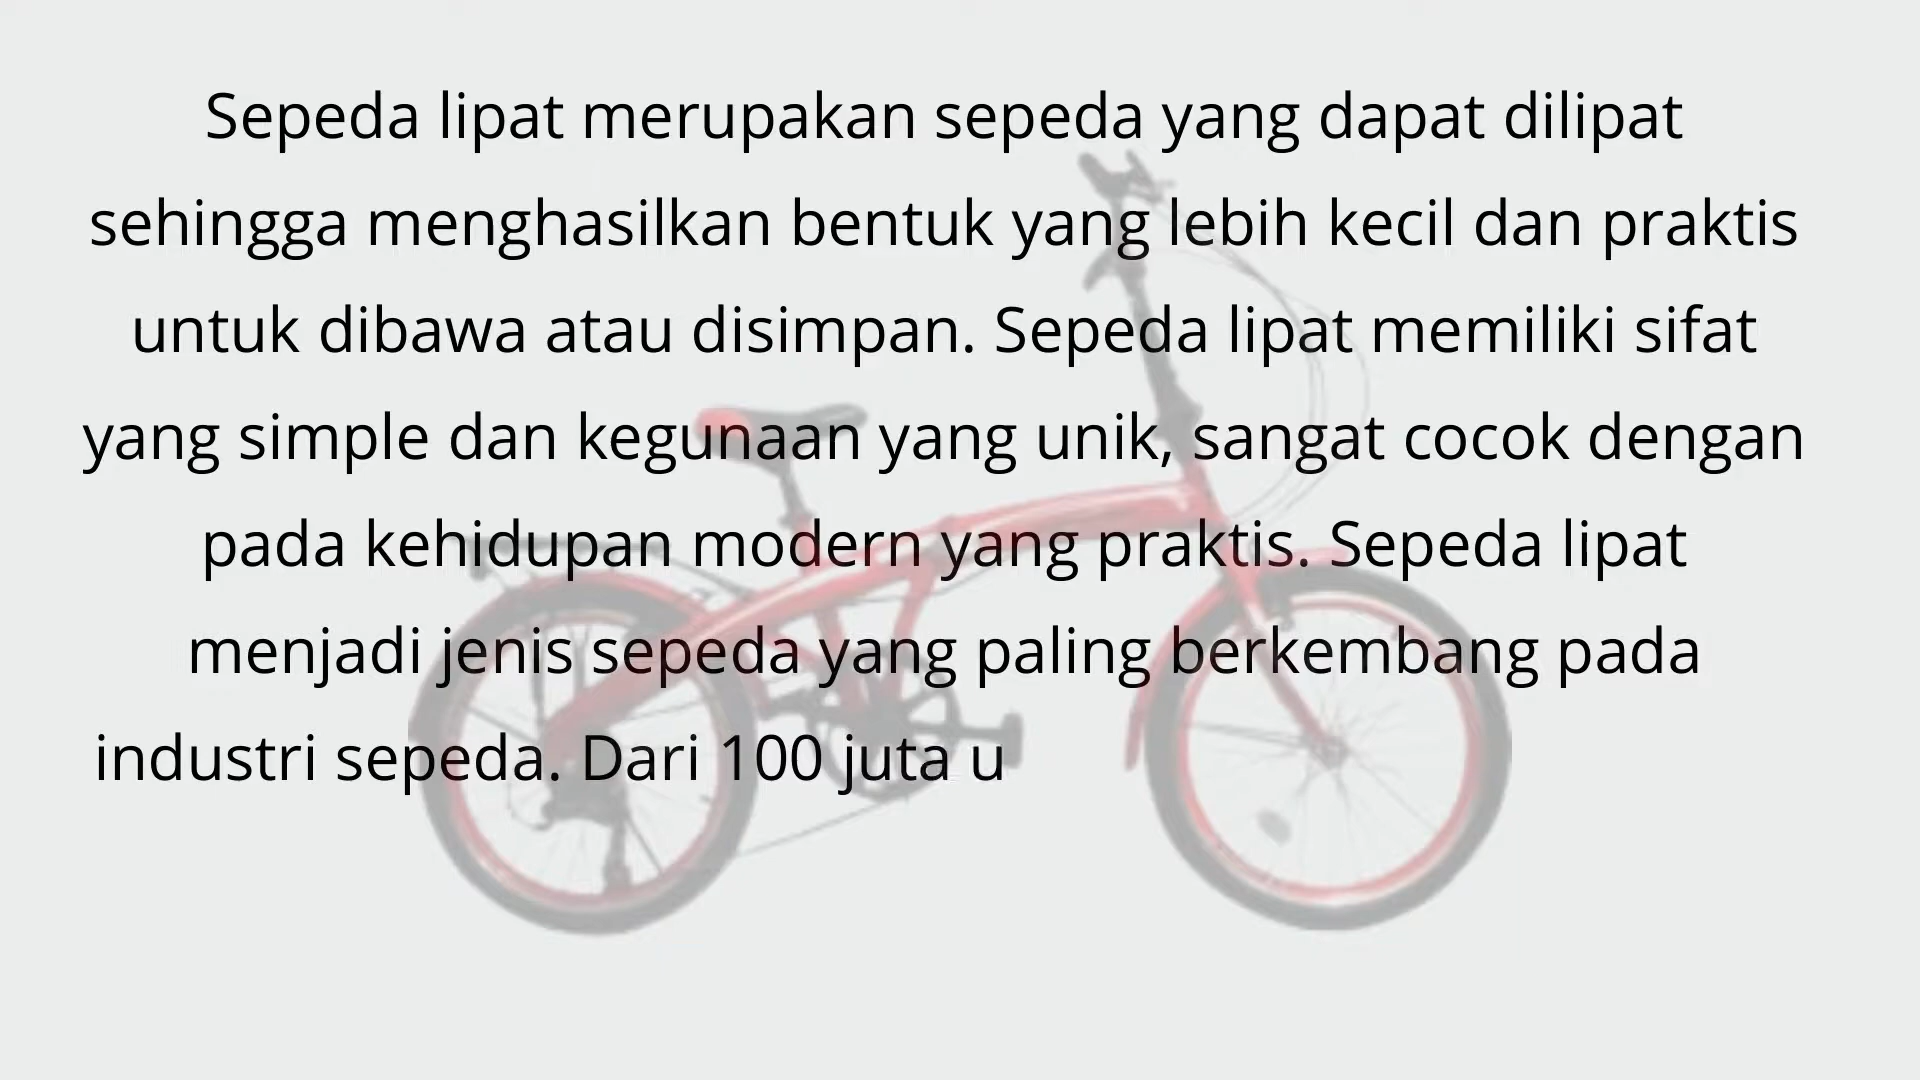 Sepeda lipat merupakan sepeda yang dapat dilipat
sehingga menghasilkan bentuk yang lebih kecil dan praktis
untuk dibawa atau disimpan. Sepeda lipat memiliki sifat
yang simple dan kegunaan yang unik, sangat cocok dengan
pada kehidupan modern yang praktis. Sepeda lipat
menjadi jenis sepeda yang paling berkembang pada
industri sepeda. Dari 100 juta u